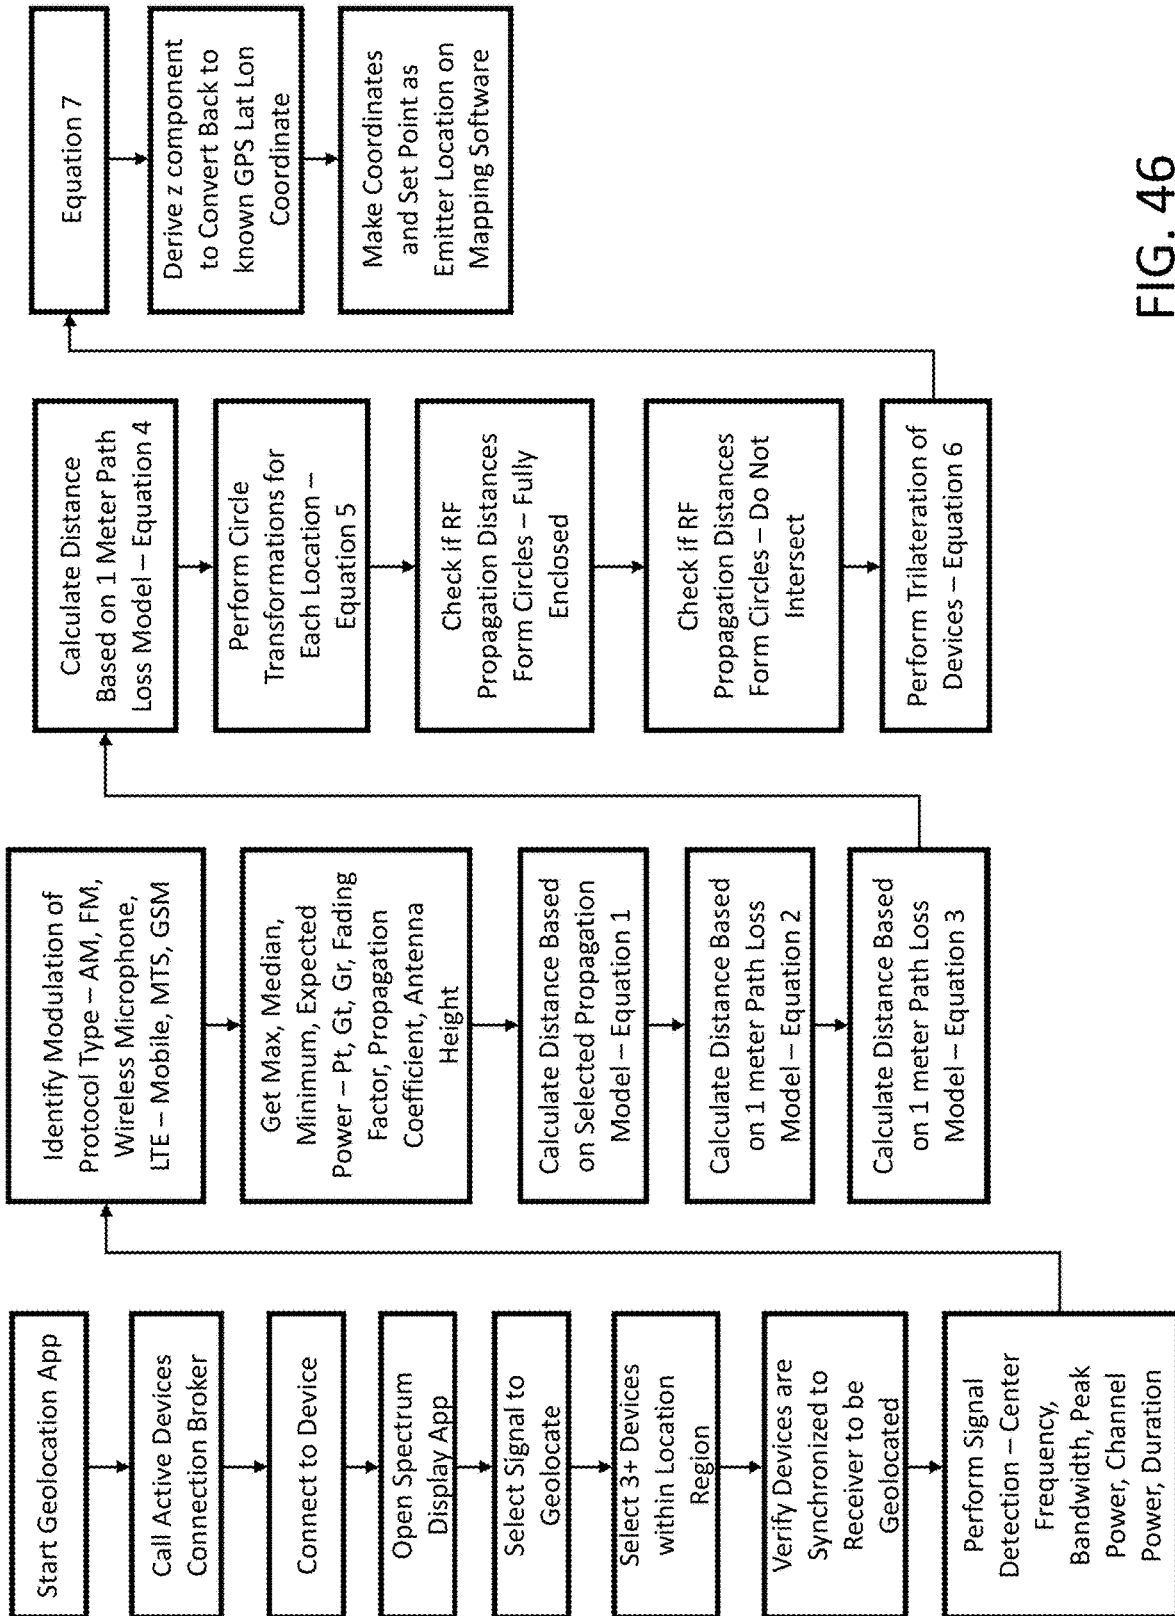 Start Geolocation App
Call Active Devices
Connection Broker
Connect to Device
Open Spectrum
Display App
Select Signal to
Geolocate
Select 3+ Devices
within Location
Region
Verify Devices are
Synchronized to
Receiver to be
Geolocated
Perform Signal
Detection – Center
Frequency,
Bandwidth, Peak
Power, Channel
Power, Duration
Identify Modulation of
Protocol Type – AM, FM,
Wireless Microphone,
LTE – Mobile, MTS, GSM
Get Max, Median,
Minimum, Expected
Power – Pt, Gt, Gr, Fading
Factor, Propagation
Coefficient, Antenna
Height
Calculate Distance Based
on Selected Propagation
Model – Equation 1
Calculate Distance Based
on 1 meter Path Loss
Model – Equation 2
Calculate Distance Based
on 1 meter Path Loss
Model – Equation 3
Calculate Distance
Based on 1 Meter Path
Loss Model – Equation 4
Perform Circle
Transformations for
Each Location –
Equation 5
Check if RF
Propagation Distances
Form Circles – Fully
Enclosed
Check if RF
Propagation Distances
Form Circles – Do Not
Intersect
Perform Trilateration of
Devices – Equation 6
Equation 7
Derive z component
to Convert Back to
known GPS Lat Lon
Coordinate
Make Coordinates
and Set Point as
Emitter Location on
Mapping Software
FIG. 46